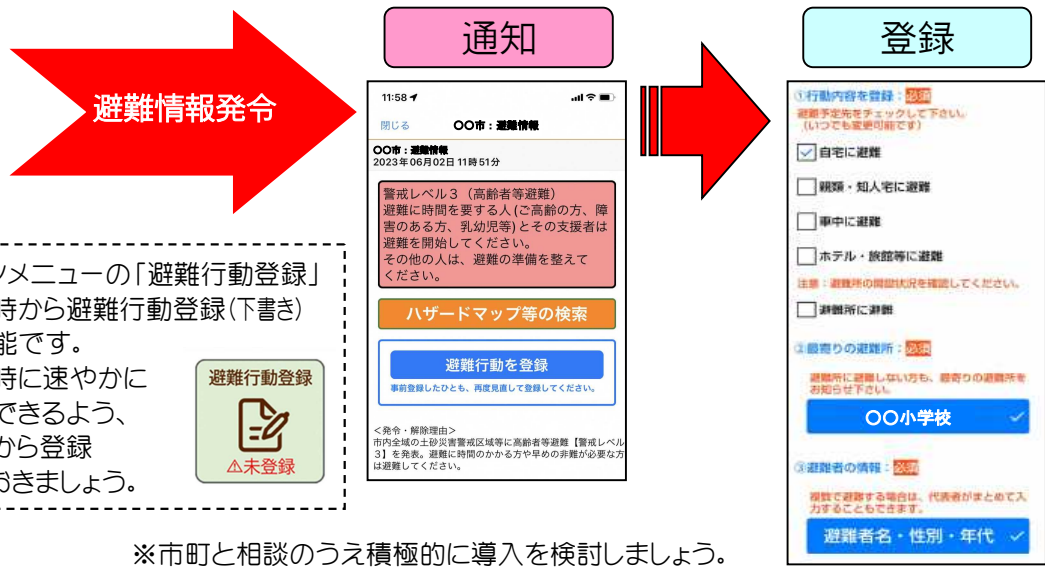 避難情報発令
通知
登録
11:58
閉じる 〇〇市：避難情報
〇〇市：避難情報
2023年06月02日 11時51分
警戒レベル３（高齢者等避難）
避難に時間を要する人(ご高齢の方、障
害のある方、乳幼児等)とその支援者は
避難を開始してください。
その他の人は、避難の準備を整えて
ください。
ハザードマップ等の検索
避難行動を登録
事前登録したひとも、再度見直して登録してください。
＜発令・解除理由＞
市内全域の土砂災害警戒区域等に高齢者等避難【警戒レベル
3】を発表。避難に時間のかかる方や早めの非難が必要な方
は避難してください。
①行動内容を登録：必須
避難予定先をチェックして下さい。
（いつでも変更可能です）
自宅に避難
親類・知人宅に避難
車中に避難
ホテル・旅館等に避難
注意：避難所の開設状況を確認してください。
避難所に避難
②最寄りの避難所：必須
避難所に避難しない方も、最寄りの避難所を
お知らせ下さい。
〇〇小学校
③避難者の情報：必須
複数で避難する場合は、代表者がまとめて入
力することもできます。
避難者名・性別・年代
メニューの「避難行動登録」
時から避難行動登録(下書き)
能です。
時に速やかに
できるよう、
から登録
おきましょう。
避難行動登録
⚠未登録
※市町と相談のうえ積極的に導入を検討しましょう。